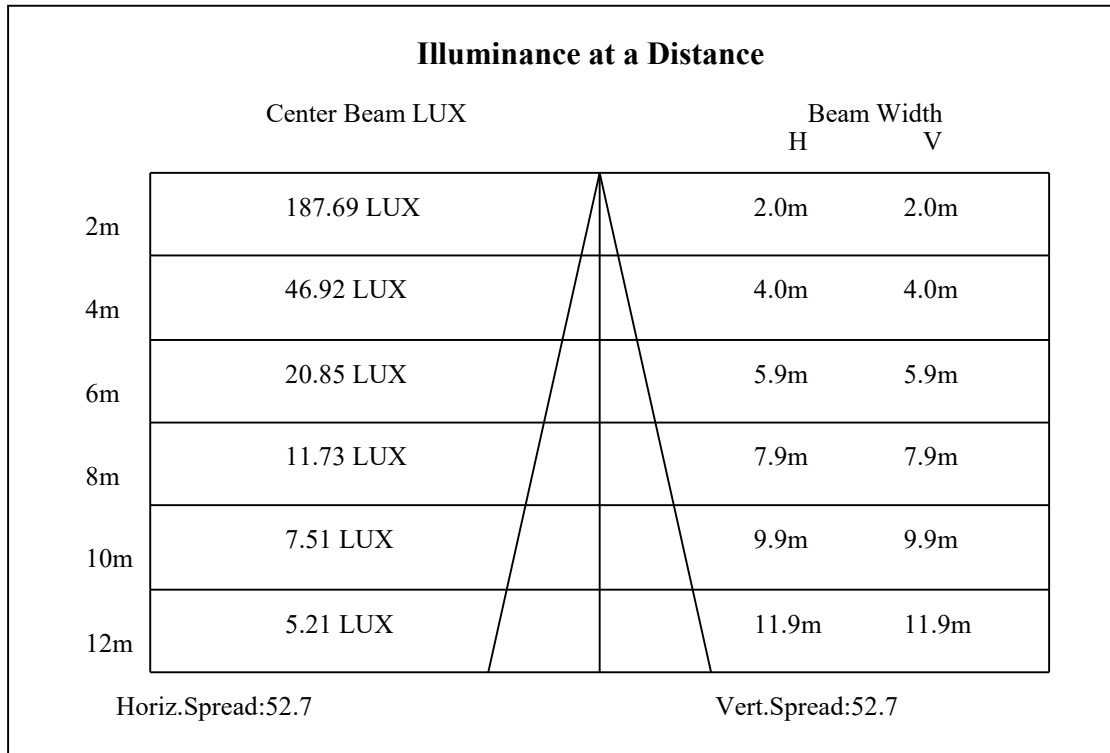 Illuminance at a Distance
Center Beam LUX Beam Width
H V
2m 187.69 LUX 2.0m 2.0m
4m 46.92 LUX 4.0m 4.0m
6m 20.85 LUX 5.9m 5.9m
8m 11.73 LUX 7.9m 7.9m
10m 7.51 LUX 9.9m 9.9m
12m 5.21 LUX 11.9m 11.9m
Horiz.Spread:52.7 Vert.Spread:52.7